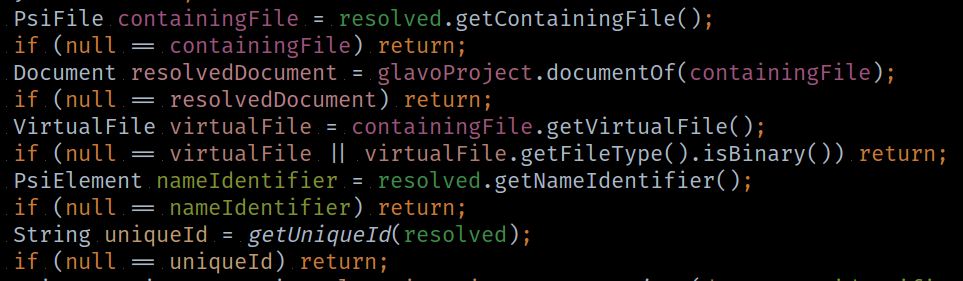 PsiFile containingFile = resolved.getContainingFile();
if (null == containingFile) return;
Document resolvedDocument = glavoProject.documentOf(containingFile);
if (null == resolvedDocument) return;
VirtualFile virtualFile = containingFile.getVirtualFile();
if (null == virtualFile || virtualFile.getFileType().isBinary()) return;
PsiElement nameIdentifier = resolved.getNameIdentifier();
if (null == nameIdentifier) return;
String uniqueId = getUniqueId(resolved);
if (null == uniqueId) return;